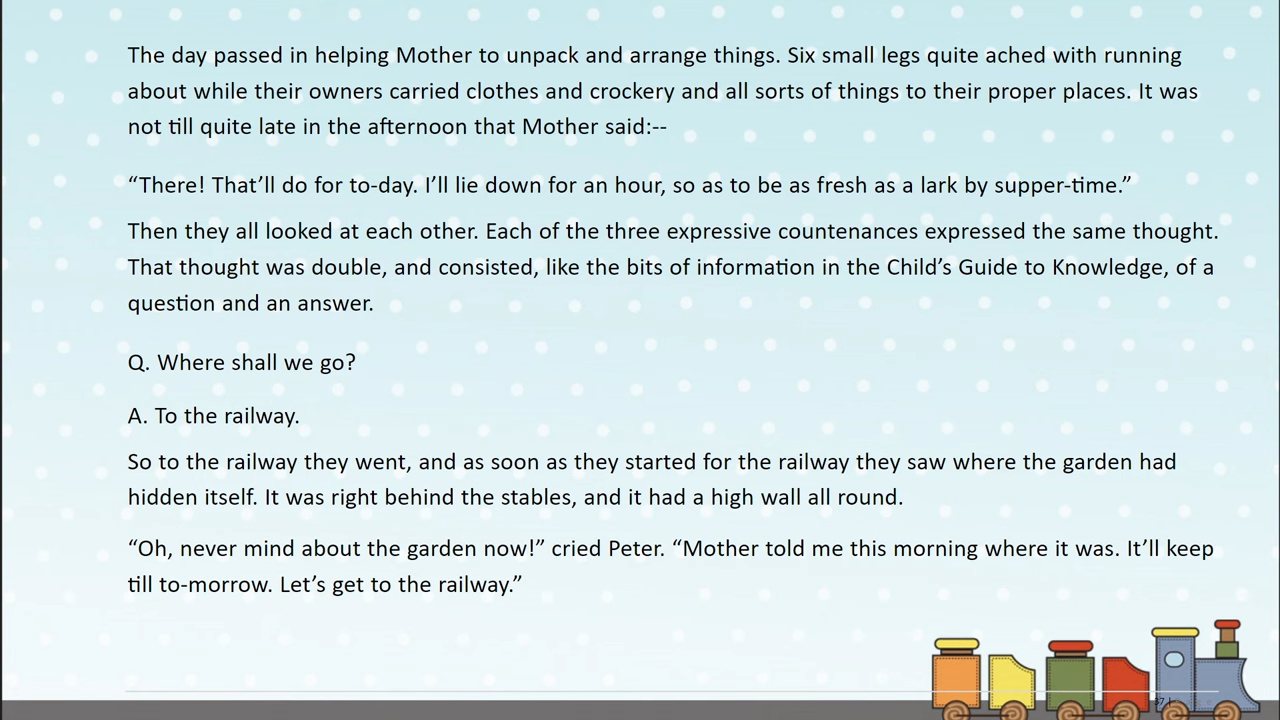 The day passed in helping Mother to unpack and arrange things. Six small legs quite ached with running
about while their owners carried clothes and crockery and all sorts of things to their proper places. It was
not till quite late in the afternoon that Mother said:--
“There! That’ll do for to-day. I’ll lie down for an hour, so as to be as fresh as a lark by supper-time.”
Then they all looked at each other. Each of the three expressive countenances expressed the same thought.
That thought was double, and consisted, like the bits of information in the Child’s Guide to Knowledge, of a
question and an answer.
Q. Where shall we go?
A. To the railway.
So to the railway they went, and as soon as they started for the railway they saw where the garden had
hidden itself. It was right behind the stables, and it had a high wall all round.
“Oh, never mind about the garden now!” cried Peter. “Mother told me this morning where it was. It’ll keep
till to-morrow. Let’s get to the railway.”